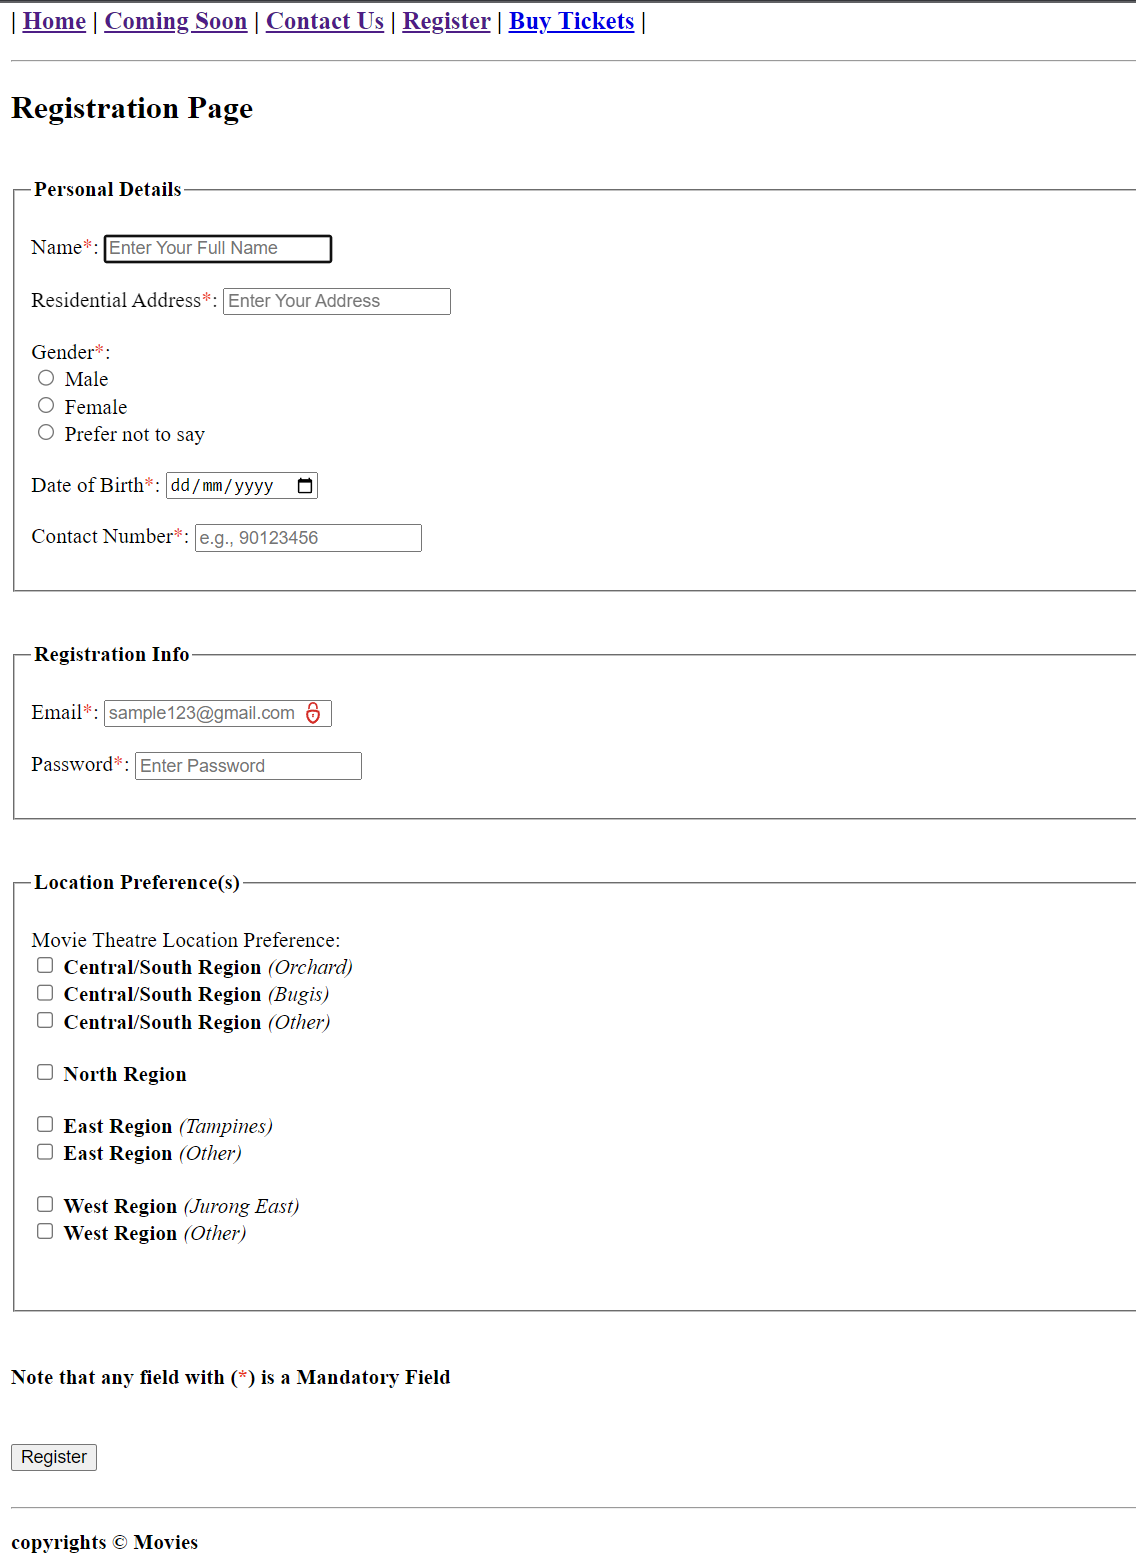 | Home | Coming Soon | Contact Us | Register | Buy Tickets |
Registration Page
Personal Details
Name*: Enter Your Full Name
Residential Address*: Enter Your Address
Gender*:
Male
Female
Prefer not to say
Date of Birth*: dd/mm/yyyy
Contact Number*: e.g., 90123456
Registration Info
Email*: sample123@gmail.com
Password*: Enter Password
Location Preference(s)
Movie Theatre Location Preference:
Central/South Region (Orchard)
Central/South Region (Bugis)
Central/South Region (Other)
North Region
East Region (Tampines)
East Region (Other)
West Region (Jurong East)
West Region (Other)
Note that any field with (*) is a Mandatory Field
Register
copyrights © Movies